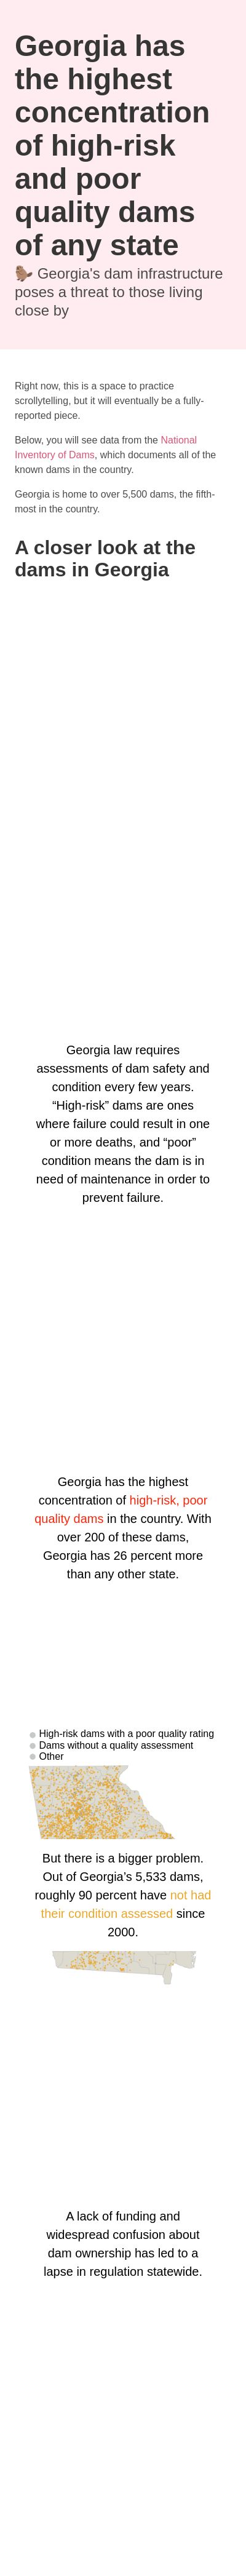 Georgia has
the highest
concentration
of high-risk
and poor
quality dams
of any state
🦫 Georgia's dam infrastructure
poses a threat to those living
close by
Right now, this is a space to practice
scrollytelling, but it will eventually be a fully-
reported piece.
Below, you will see data from the National
Inventory of Dams, which documents all of the
known dams in the country.
Georgia is home to over 5,500 dams, the fifth-
most in the country.
A closer look at the
dams in Georgia
Georgia law requires
assessments of dam safety and
condition every few years.
“High-risk” dams are ones
where failure could result in one
or more deaths, and “poor”
condition means the dam is in
need of maintenance in order to
prevent failure.
Georgia has the highest
concentration of high-risk, poor
quality dams in the country. With
over 200 of these dams,
Georgia has 26 percent more
than any other state.
High-risk dams with a poor quality rating
Dams without a quality assessment
Other
But there is a bigger problem.
Out of Georgia’s 5,533 dams,
roughly 90 percent have not had
their condition assessed since
2000.
A lack of funding and
widespread confusion about
dam ownership has led to a
lapse in regulation statewide.